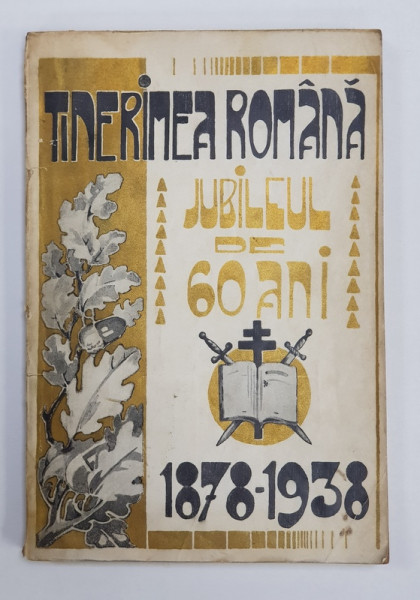 TINERIMEA ROMÂNĂ
JUBILEUL
DE
60 ANI
1878-1938